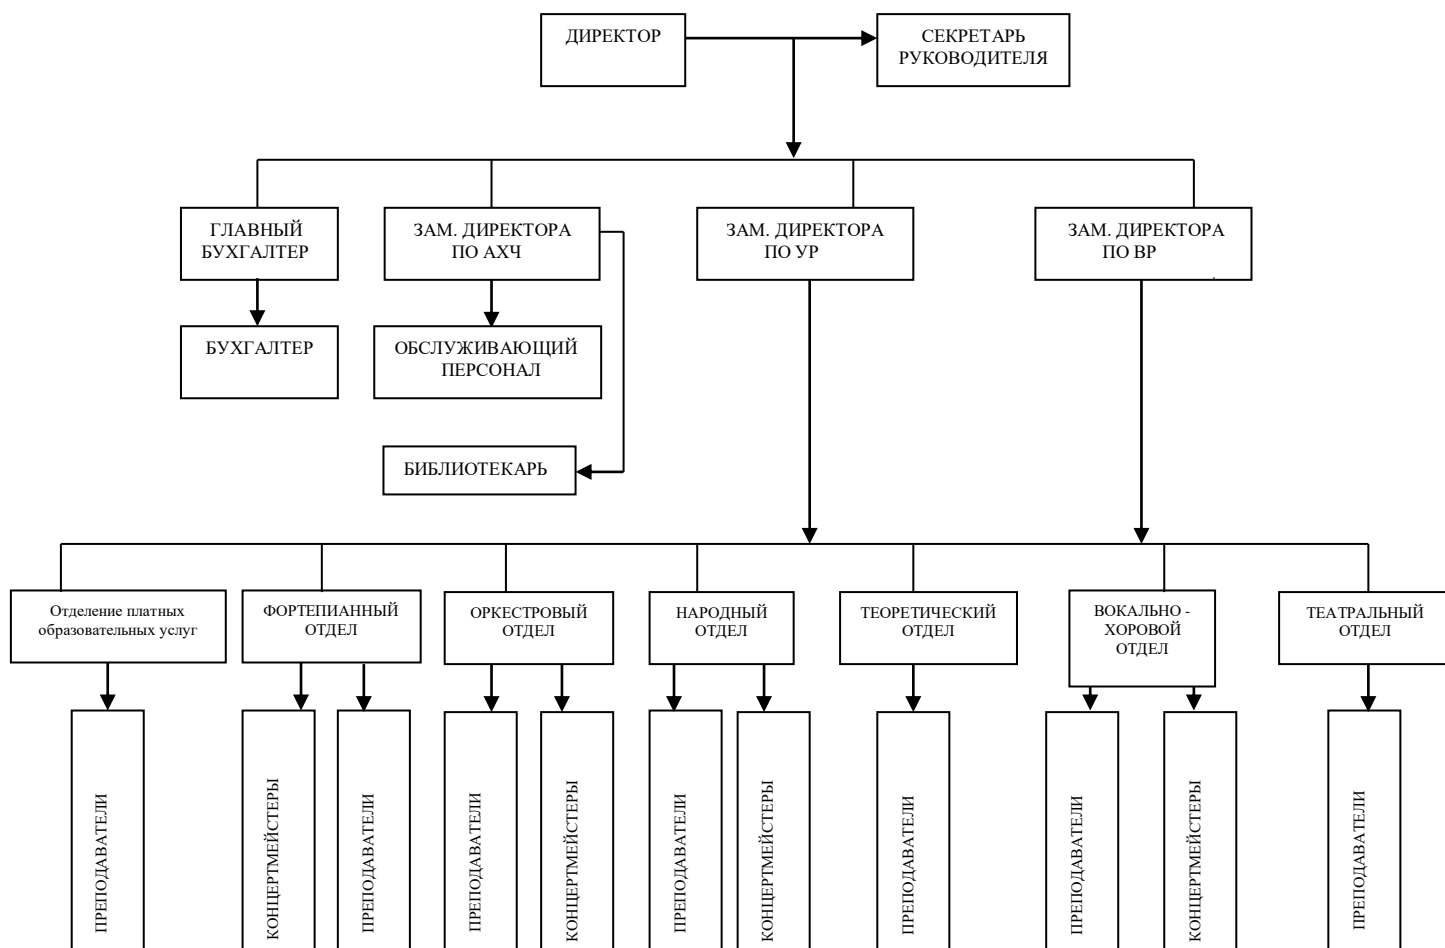 ДИРЕКТОР
СЕКРЕТАРЬ
РУКОВОДИТЕЛЯ
ГЛАВНЫЙ
БУХГАЛТЕР
ЗАМ. ДИРЕКТОРА
ПО АХЧ
ЗАМ. ДИРЕКТОРА
ПО УР
ЗАМ. ДИРЕКТОРА
ПО ВР
БУХГАЛТЕР
ОБСЛУЖИВАЮЩИЙ
ПЕРСОНАЛ
БИБЛИОТЕКАРЬ
Отделение платных
образовательных услуг
ФОРТЕПИАННЫЙ
ОТДЕЛ
ОРКЕСТРОВЫЙ
ОТДЕЛ
НАРОДНЫЙ
ОТДЕЛ
ТЕОРЕТИЧЕСКИЙ
ОТДЕЛ
ВОКАЛЬНО -
ХОРОВОЙ
ОТДЕЛ
ТЕАТРАЛЬНЫЙ
ОТДЕЛ
ПРЕПОДАВАТЕЛИ
КОНЦЕРТМЕЙСТЕРЫ
ПРЕПОДАВАТЕЛИ
ПРЕПОДАВАТЕЛИ
КОНЦЕРТМЕЙСТЕРЫ
ПРЕПОДАВАТЕЛИ
КОНЦЕРТМЕЙСТЕРЫ
ПРЕПОДАВАТЕЛИ
ПРЕПОДАВАТЕЛИ
КОНЦЕРТМЕЙСТЕРЫ
ПРЕПОДАВАТЕЛИ